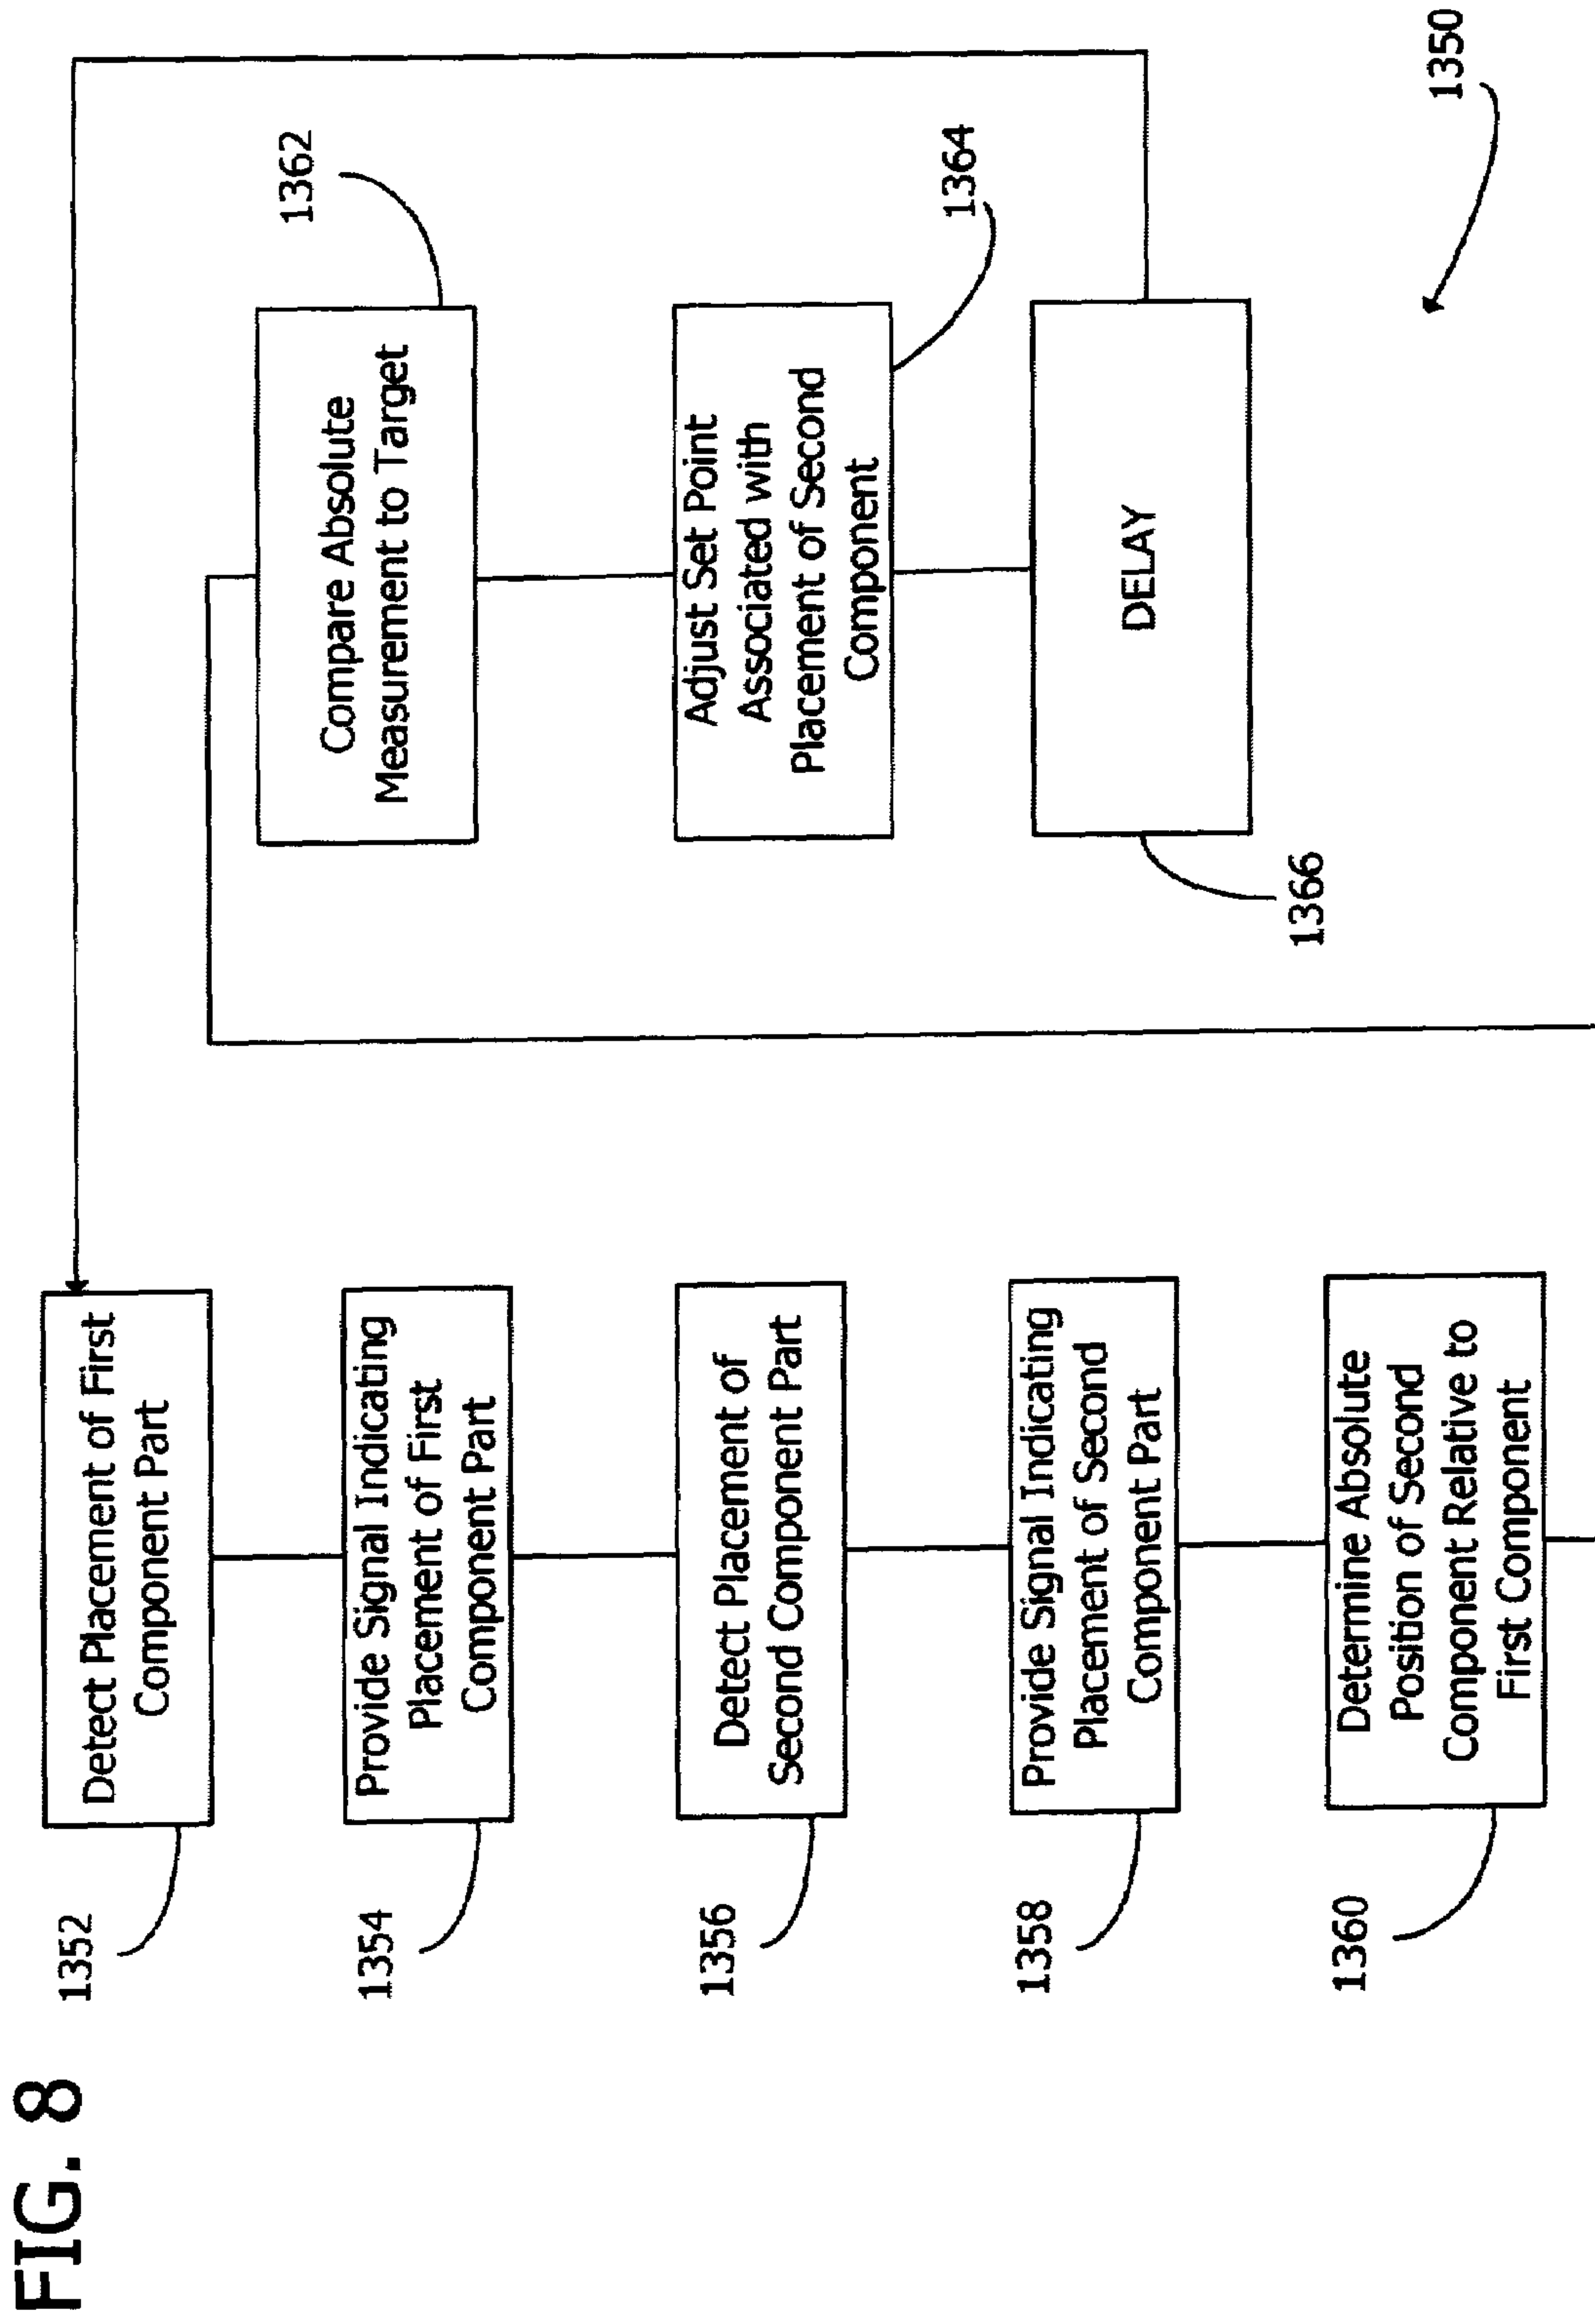 FIG. 8
1352
Detect Placement of First
Component Part
1354
Provide Signal Indicating
Placement of First
Component Part
1356
Detect Placement of
Second Component Part
1358
Provide Signal Indicating
Placement of Second
Component Part
1360
Determine Absolute
Position of Second
Component Relative to
First Component
1362
Compare Absolute
Measurement to Target
1364
Adjust Set Point
Associated with
Placement of Second
Component
1366
DELAY
1350